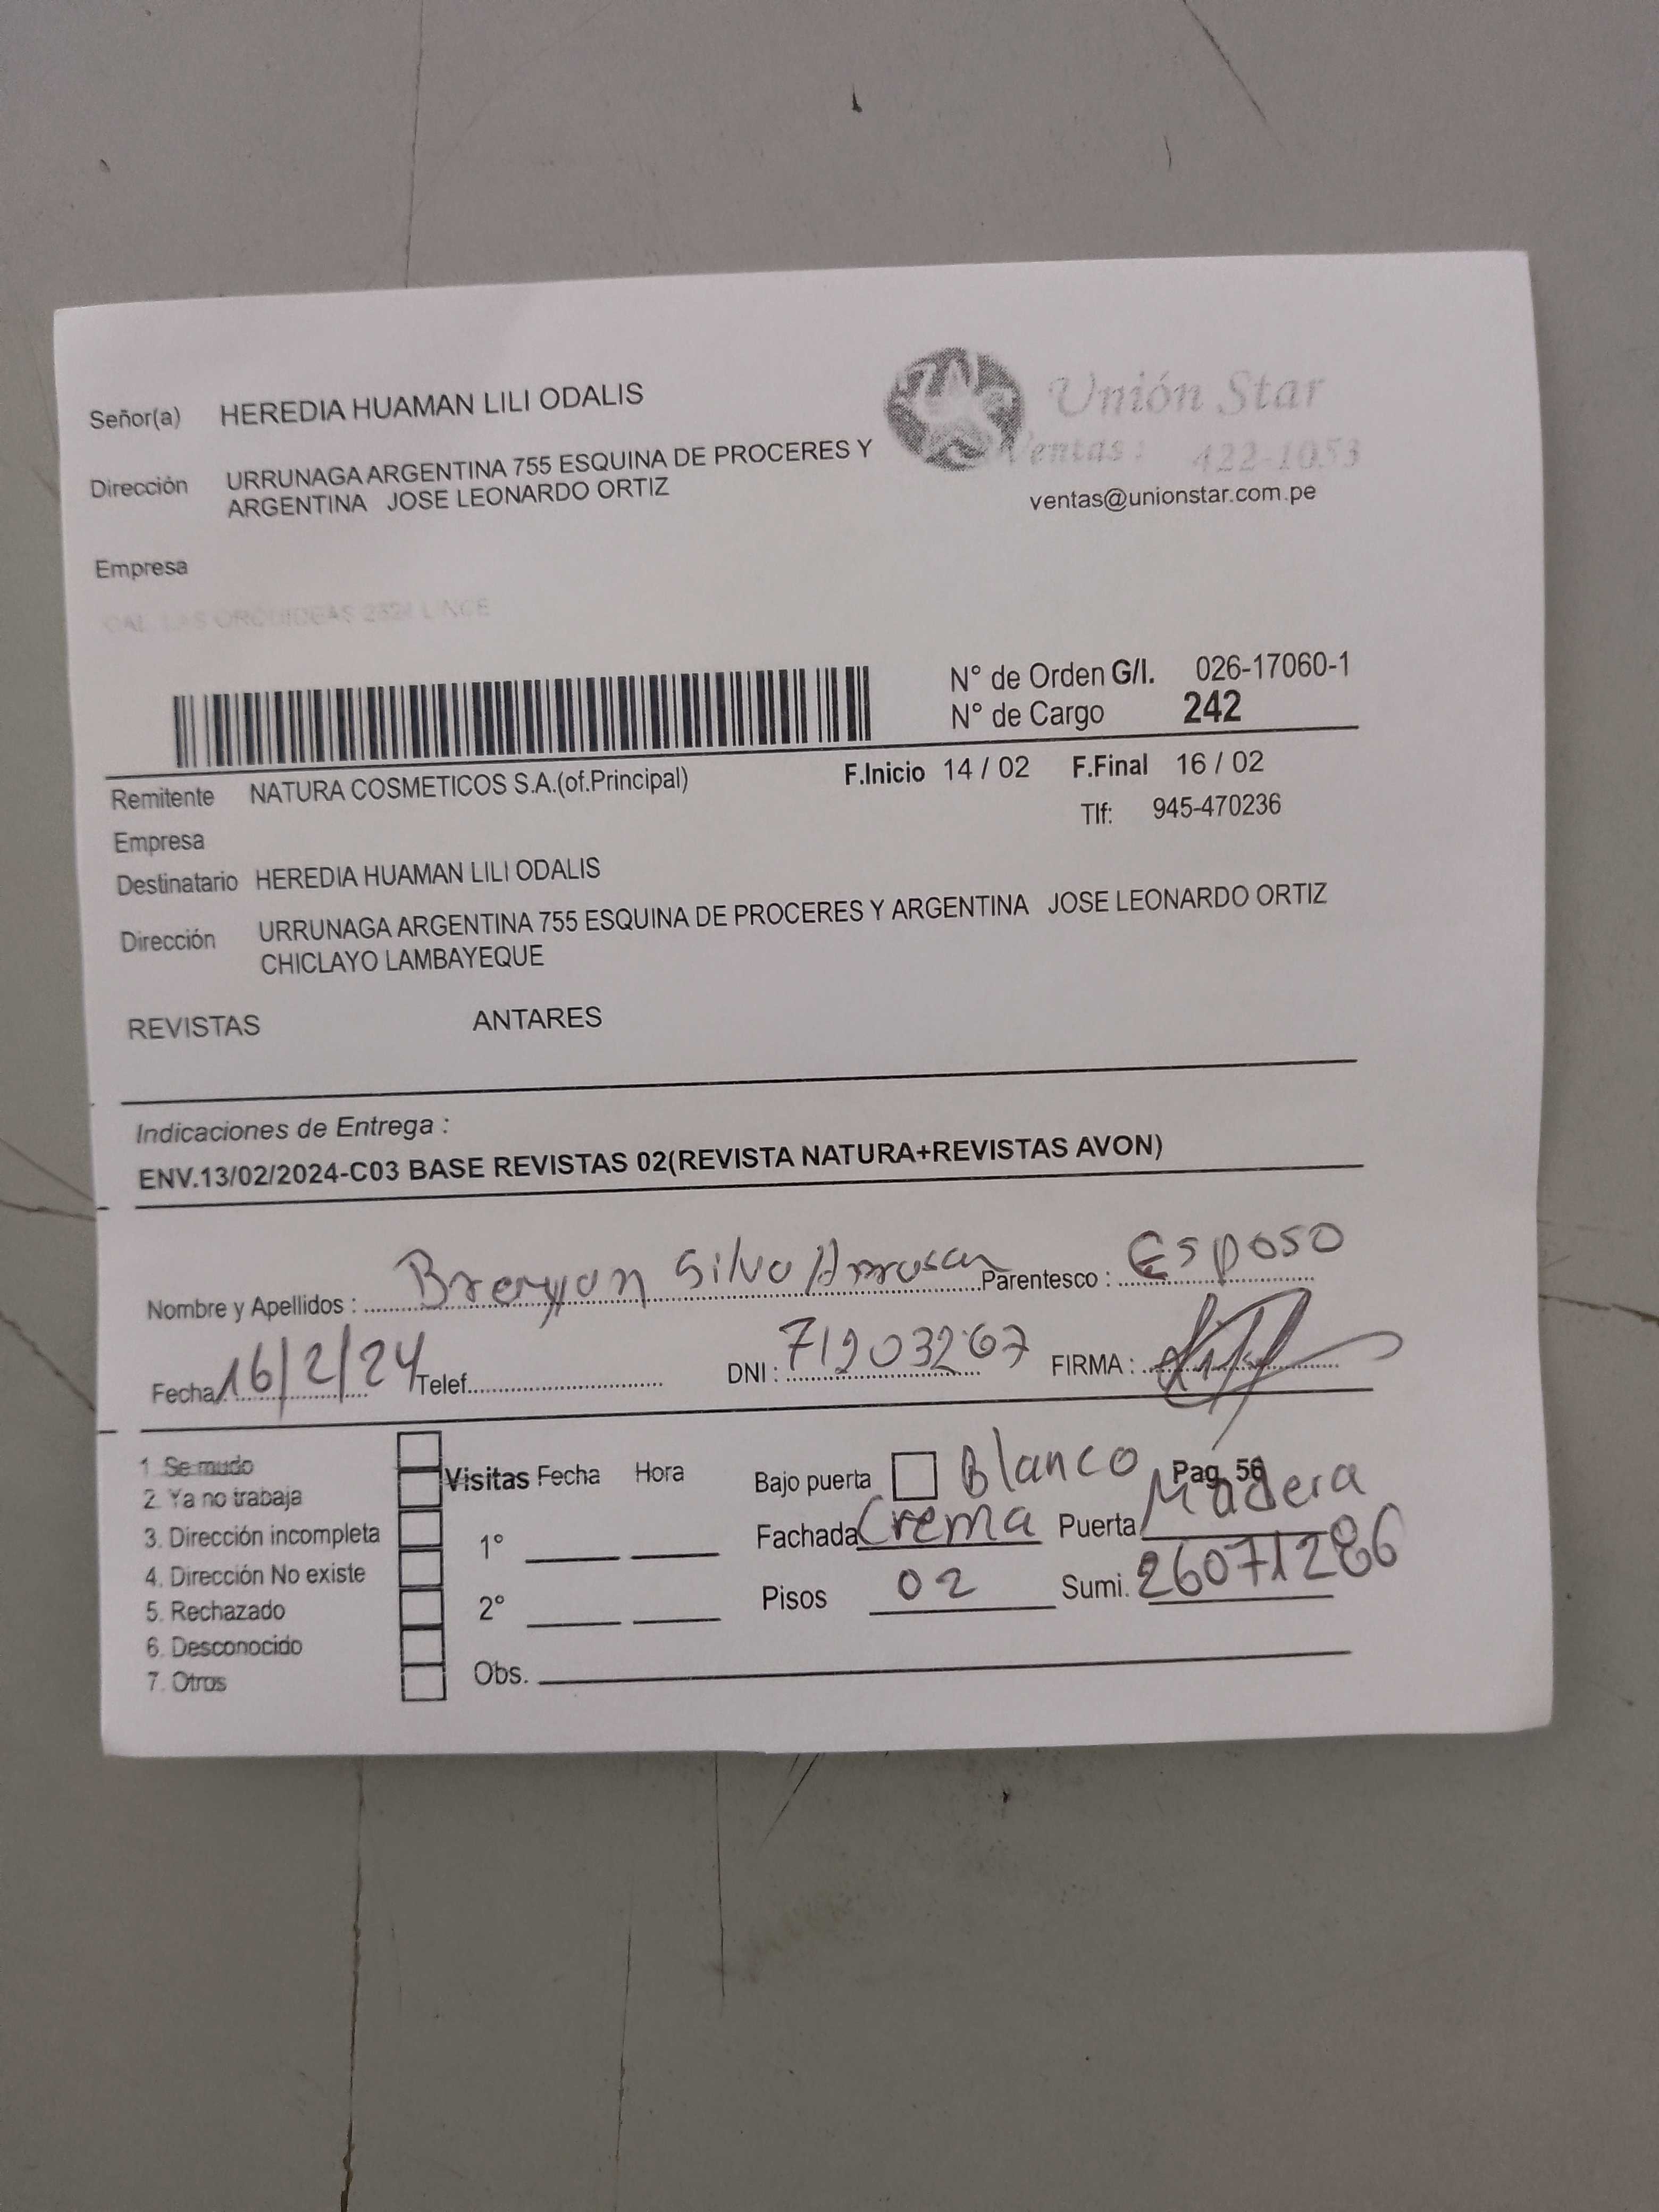 Señor(a) HEREDIA HUAMAN LILI ODALIS
Unión Star
Ventas: 422-1053
ventas@unionstar.com.pe
Dirección URRUNAGA ARGENTINA 755 ESQUINA DE PROCERES Y
ARGENTINA JOSE LEONARDO ORTIZ
Empresa
CAL. LAS ORQUIDEAS LINCE
N° de Orden G/I. 026-17060-1
N° de Cargo 242
Remitente NATURA COSMETICOS S.A.(of.Principal) F.Inicio 14 / 02 F.Final 16 / 02
Empresa Tlf: 945-470236
Destinatario HEREDIA HUAMAN LILI ODALIS
Dirección URRUNAGA ARGENTINA 755 ESQUINA DE PROCERES Y ARGENTINA JOSE LEONARDO ORTIZ
CHICLAYO LAMBAYEQUE
REVISTAS ANTARES
Indicaciones de Entrega :
ENV.13/02/2024-C03 BASE REVISTAS 02(REVISTA NATURA+REVISTAS AVON)
Nombre y Apellidos : Silva Parentesco : Esposo
Fecha 16/2/24 Telef. DNI : 71903267 FIRMA :
1 Se mudo
2. Ya no trabaja
3. Dirección incompleta
4. Dirección No existe
5. Rechazado
6. Desconocido
7. Otros
Visitas Fecha Hora
1°
2°
Obs.
Bajo puerta Blanco Pag. 56
Fachada Crema Puerta Madera
Pisos 02 Sumi. 26071286